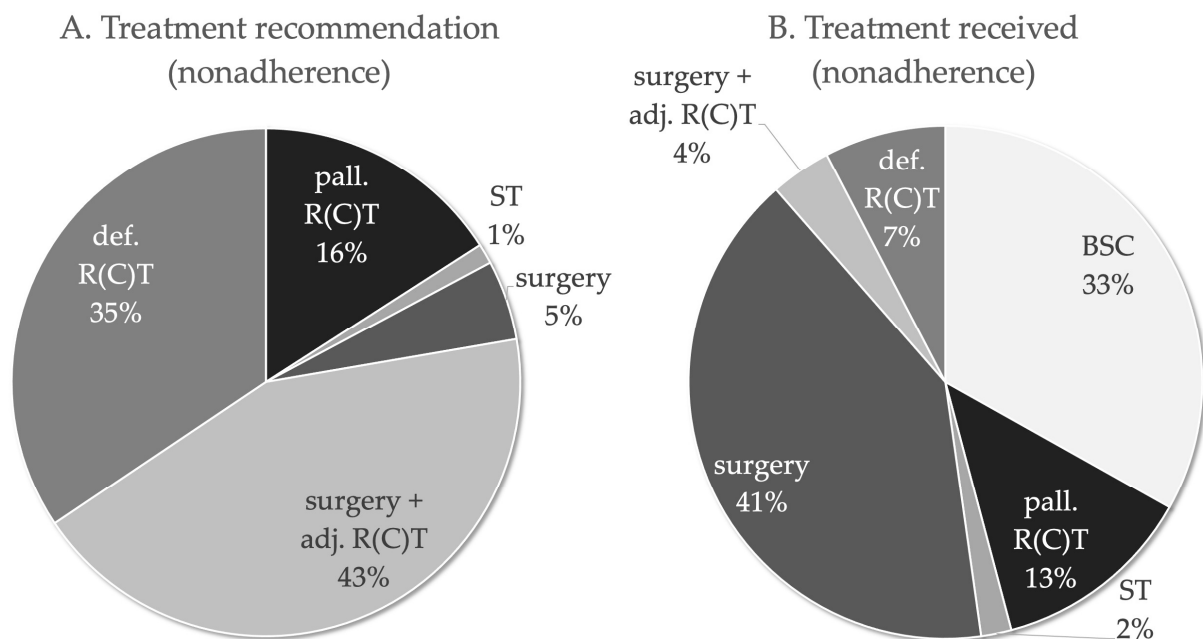 A. Treatment recommendation
(nonadherence)
pall.
R(C)T
16%
ST
1%
surgery
5%
surgery +
adj. R(C)T
43%
def.
R(C)T
35%
B. Treatment received
(nonadherence)
BSC
33%
pall.
R(C)T
13%
ST
2%
surgery
41%
surgery +
adj. R(C)T
4%
def.
R(C)T
7%